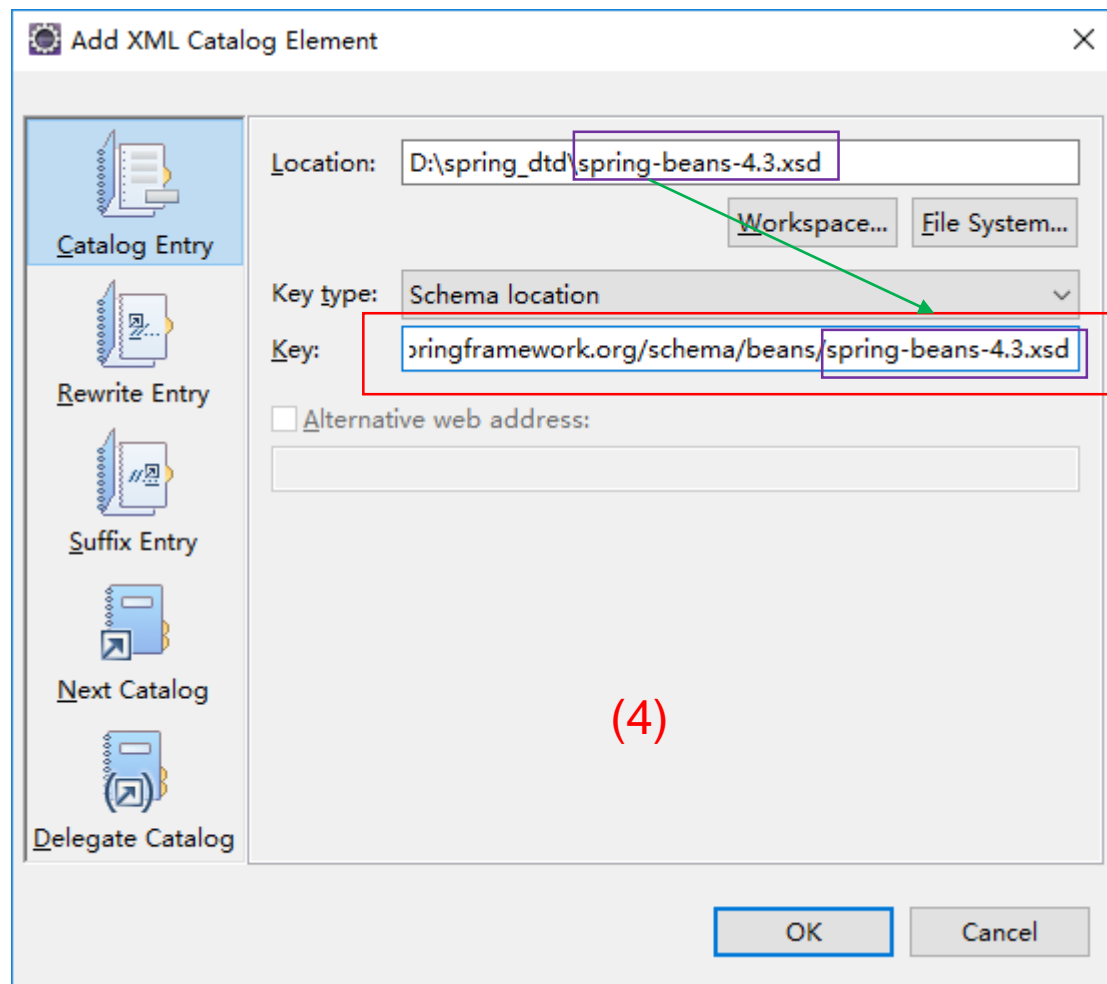 Add XML Catalog Element
Location: D:\spring_dtd\spring-beans-4.3.xsd
Workspace... File System...
Catalog Entry
Key type: Schema location
Key: pringframework.org/schema/beans/spring-beans-4.3.xsd
Rewrite Entry
Alternative web address:
Suffix Entry
Next Catalog
(4)
Delegate Catalog
OK Cancel